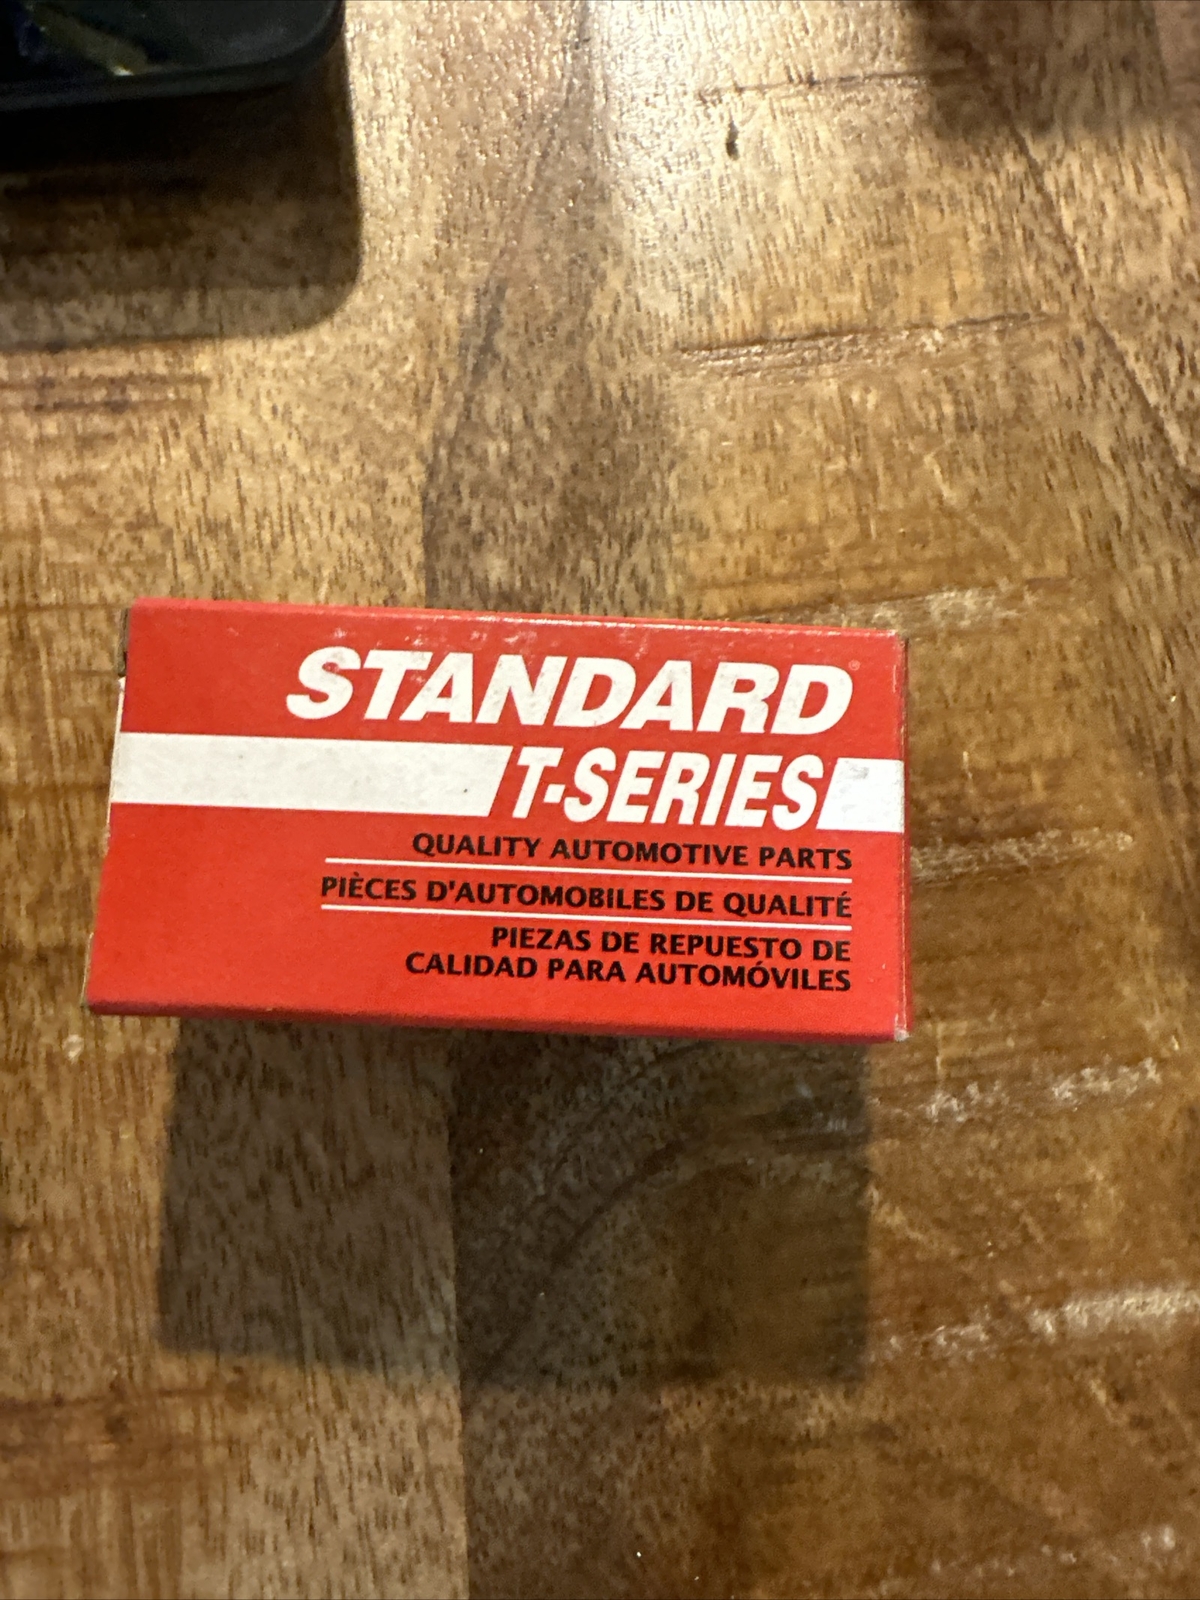 STANDARD®
T-SERIES
QUALITY AUTOMOTIVE PARTS
PIÈCES D'AUTOMOBILES DE QUALITÉ
PIEZAS DE REPUESTO DE
CALIDAD PARA AUTOMÓVILES